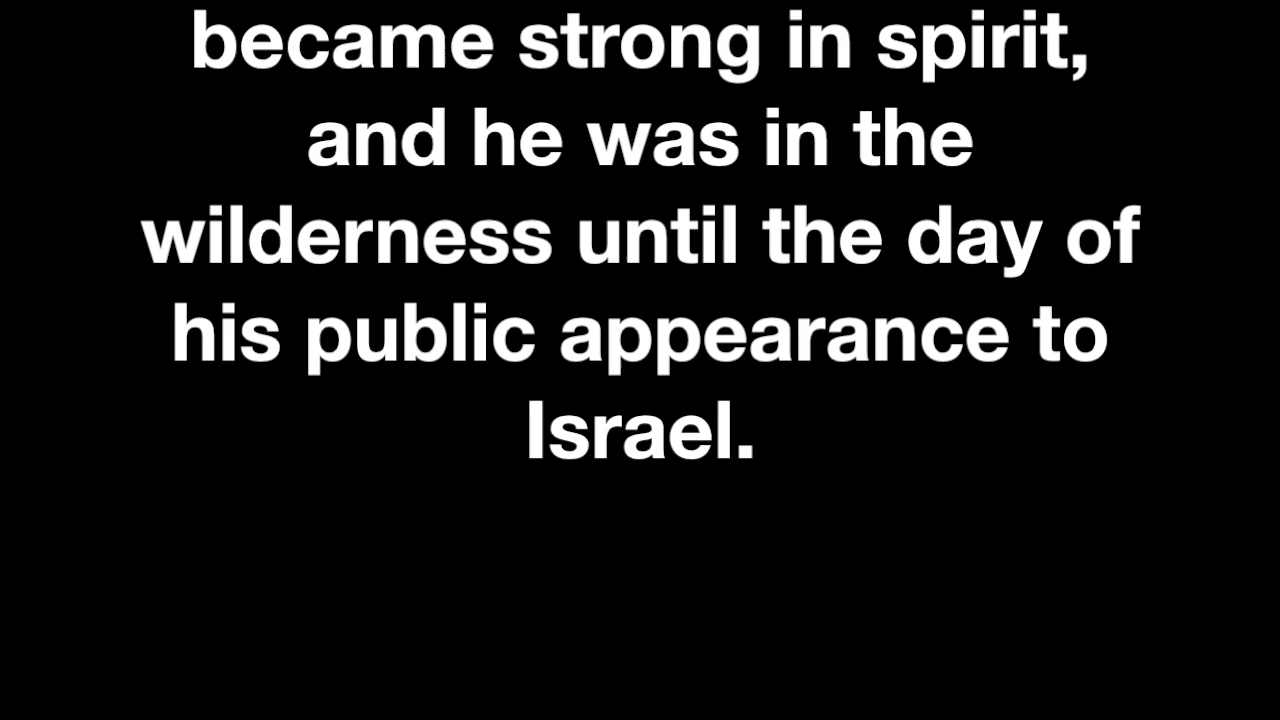 became strong in spirit,
and he was in the
wilderness until the day of
his public appearance to
Israel.